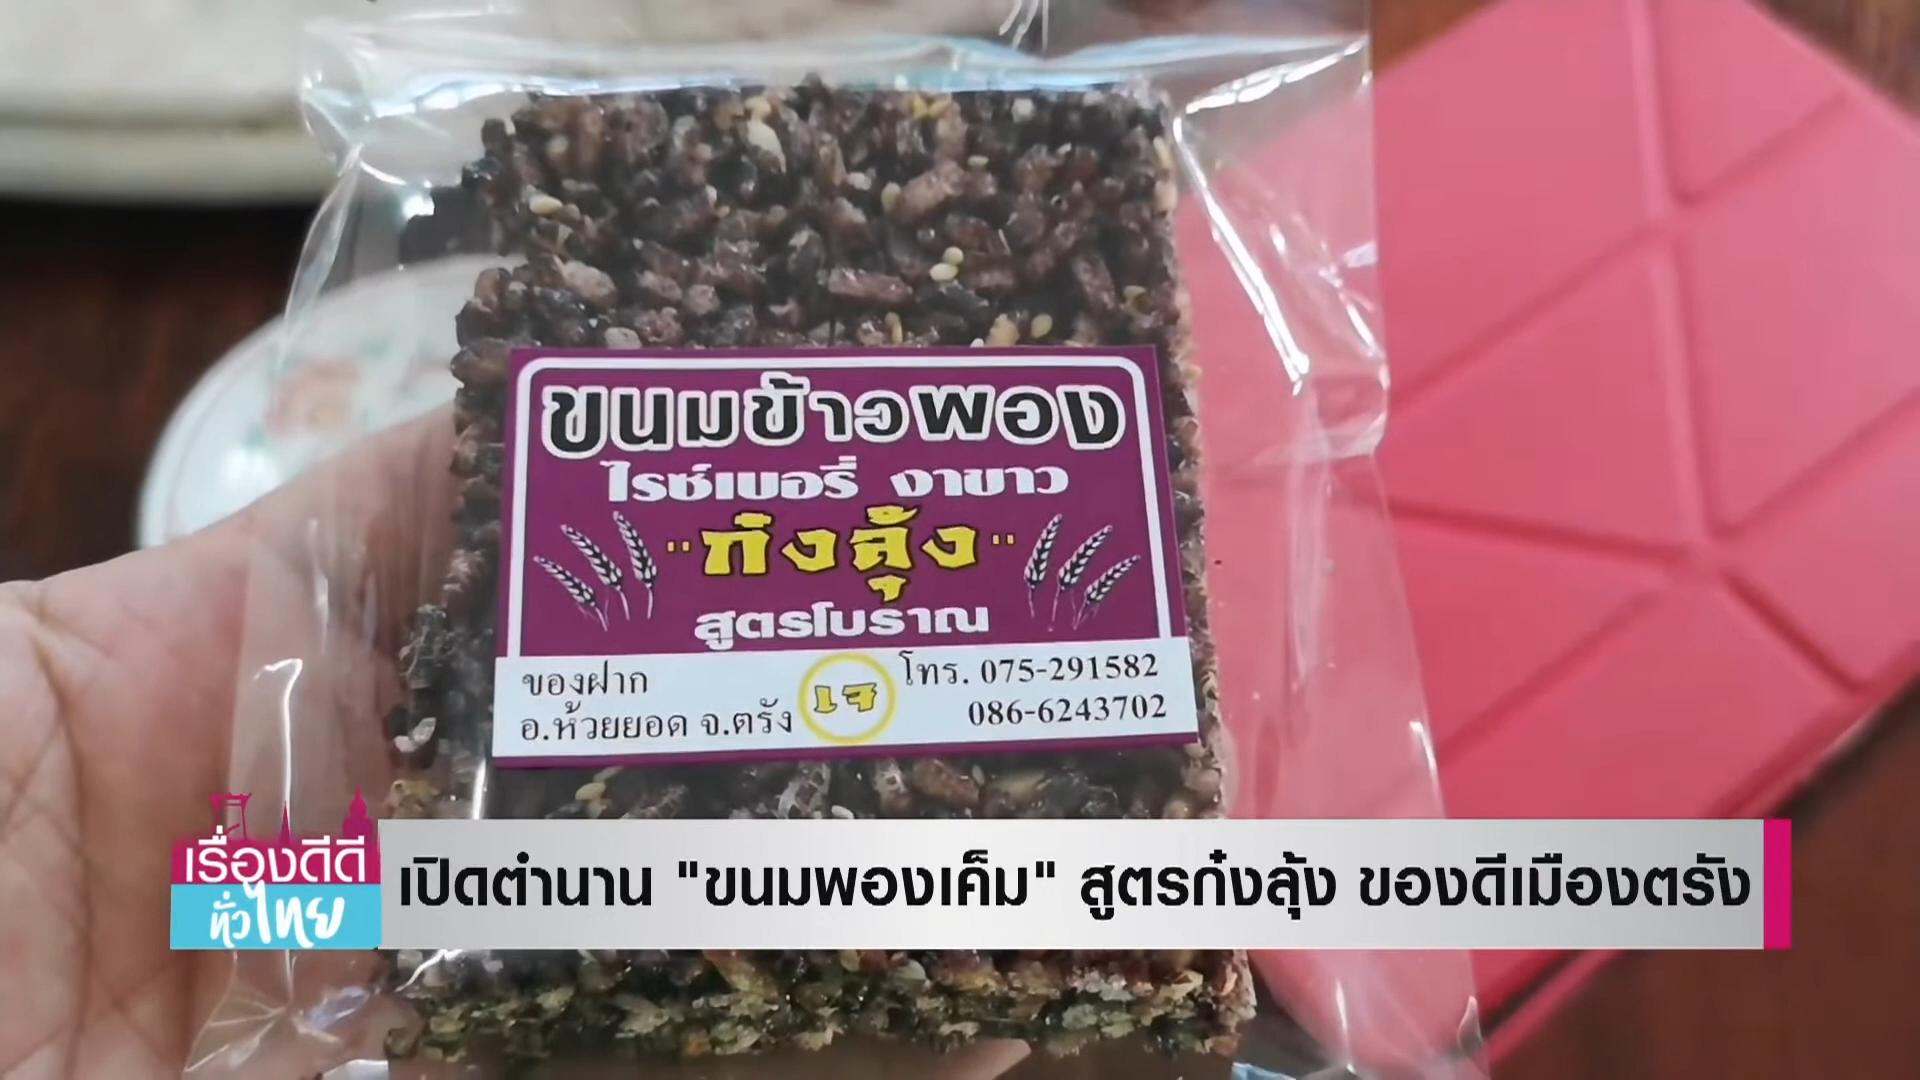 ขนมข้าวพอง
ไรซ์เบอรี่ งาขาว
"ก๋งลุ้ง"
สูตรโบราณ
ของฝาก
อ.ห้วยยอด จ.ตรัง
เจ
โทร. 075-291582
086-6243702
เรื่องดีดี
ทั่วไทย
เปิดตำนาน "ขนมพองเค็ม" สูตรก๋งลุ้ง ของดีเมืองตรัง